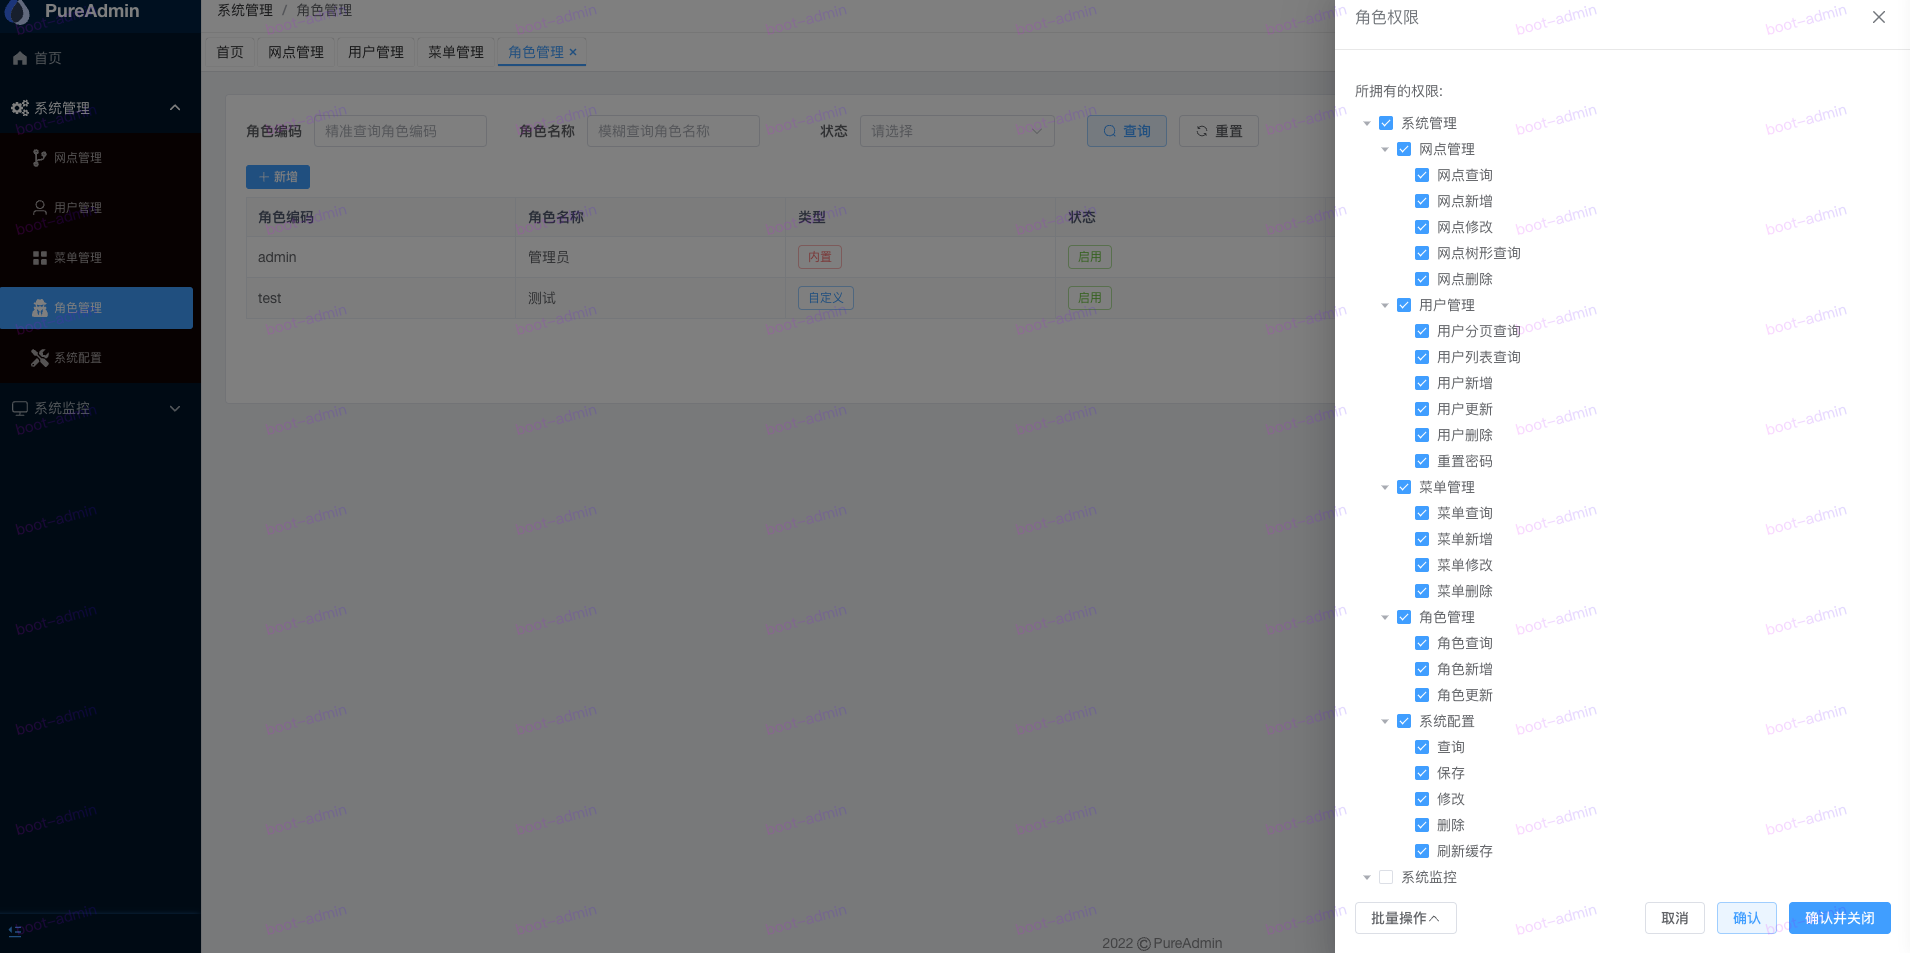 PureAdmin
首页
系统管理
网点管理
用户管理
菜单管理
角色管理
系统配置
系统监控
系统管理 / 角色管理
首页 网点管理 用户管理 菜单管理 角色管理 ×
角色编码 精准查询角色编码 角色名称 模糊查询角色名称 状态 请选择 查询 重置
+ 新增
角色编码 角色名称 类型 状态
admin 管理员 内置 启用
test 测试 自定义 启用
2022 © PureAdmin
角色权限
所拥有的权限:
系统管理
网点管理
网点查询
网点新增
网点修改
网点树形查询
网点删除
用户管理
用户分页查询
用户列表查询
用户新增
用户更新
用户删除
重置密码
菜单管理
菜单查询
菜单新增
菜单修改
菜单删除
角色管理
角色查询
角色新增
角色更新
系统配置
查询
保存
修改
删除
刷新缓存
系统监控
批量操作 取消 确认 确认并关闭
boot-admin